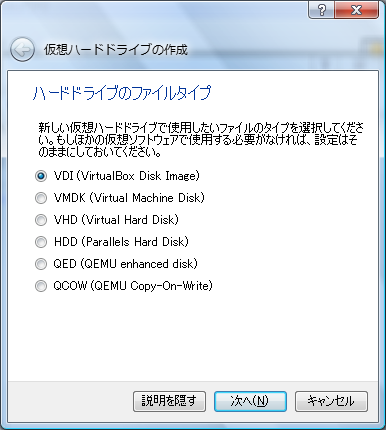 ?
仮想ハードドライブの作成
ハードドライブのファイルタイプ
新しい仮想ハードドライブで使用したいファイルのタイプを選択してくださ
い。もしほかの仮想ソフトウェアで使用する必要がなければ、設定はそ
のままにしておいてください。
VDI (VirtualBox Disk Image)
VMDK (Virtual Machine Disk)
VHD (Virtual Hard Disk)
HDD (Parallels Hard Disk)
QED (QEMU enhanced disk)
QCOW (QEMU Copy-On-Write)
説明を隠す 次へ(N) キャンセル